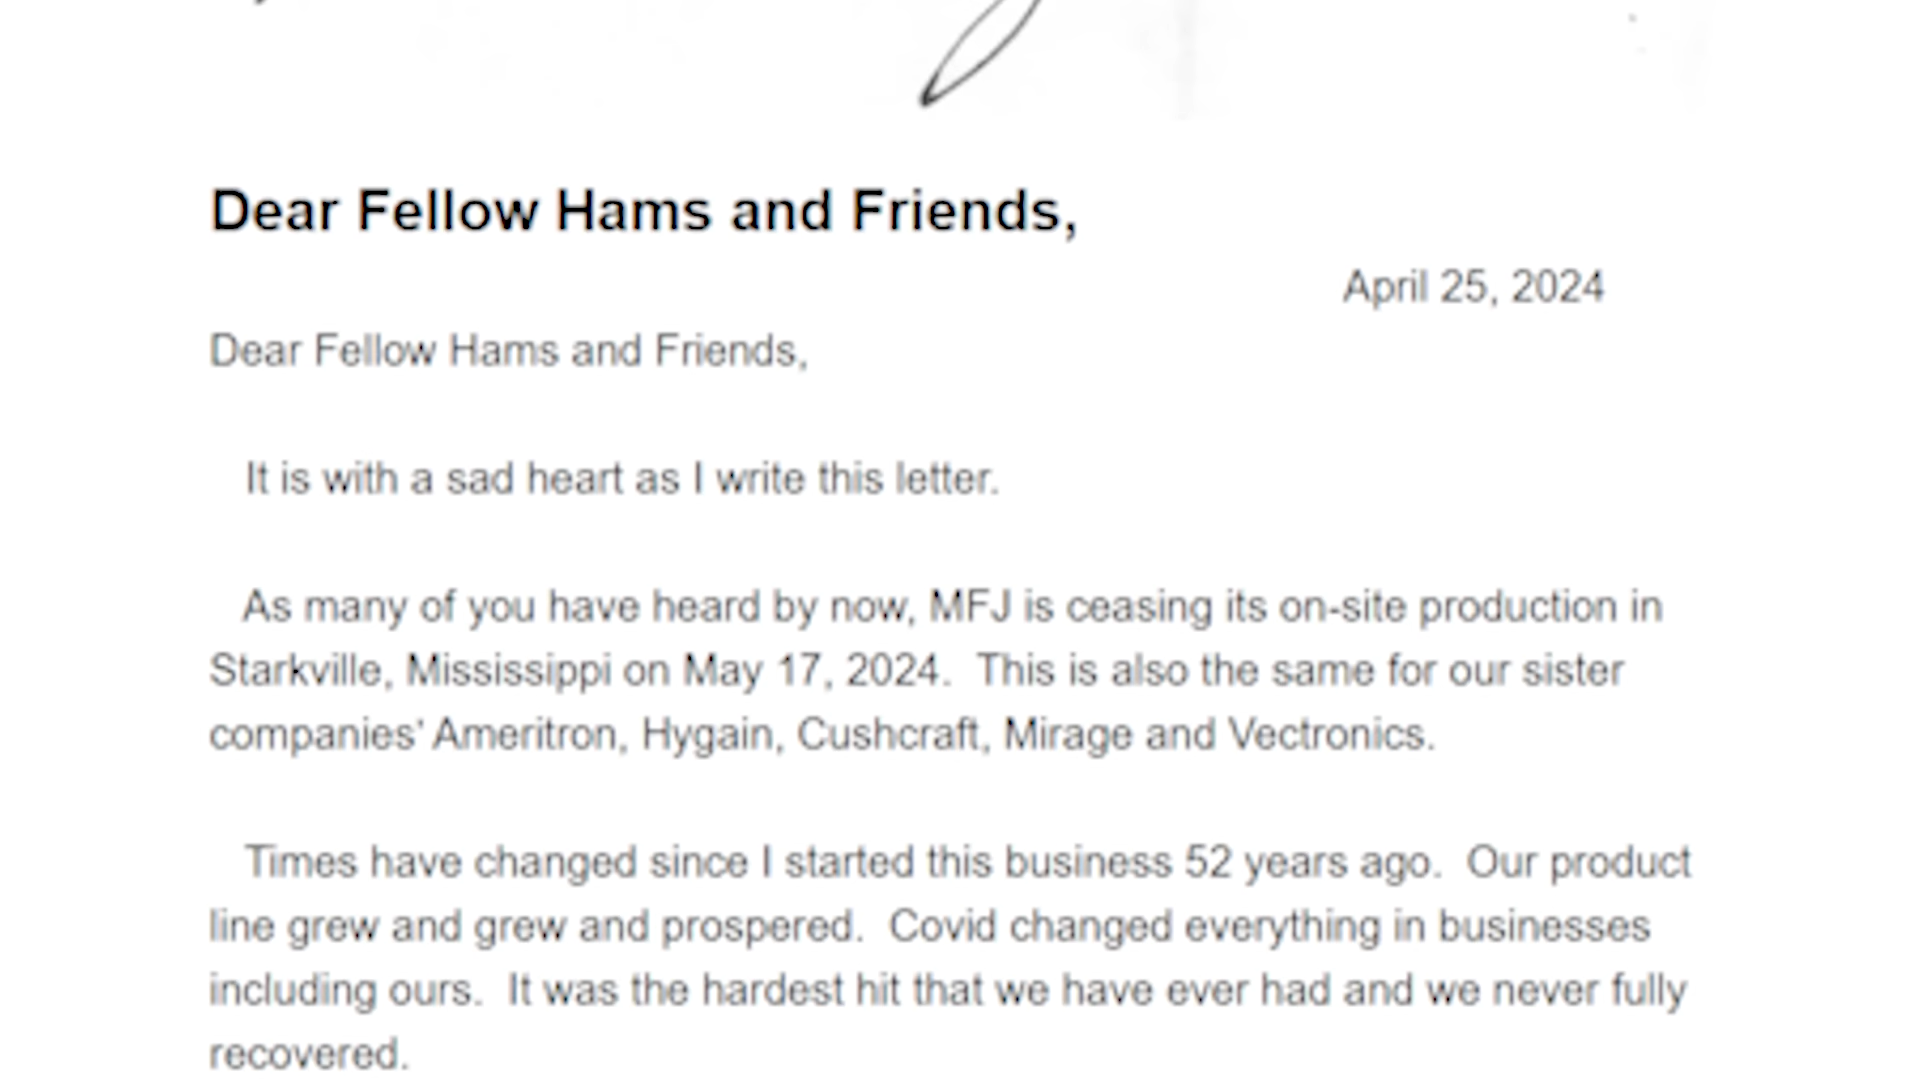 Dear Fellow Hams and Friends,
April 25, 2024
Dear Fellow Hams and Friends,
It is with a sad heart as I write this letter.
As many of you have heard by now, MFJ is ceasing its on-site production in
Starkville, Mississippi on May 17, 2024.  This is also the same for our sister
companies' Ameritron, Hygain, Cushcraft, Mirage and Vectronics.
Times have changed since I started this business 52 years ago.  Our product
line grew and grew and prospered.  Covid changed everything in businesses
including ours.  It was the hardest hit that we have ever had and we never fully
recovered.